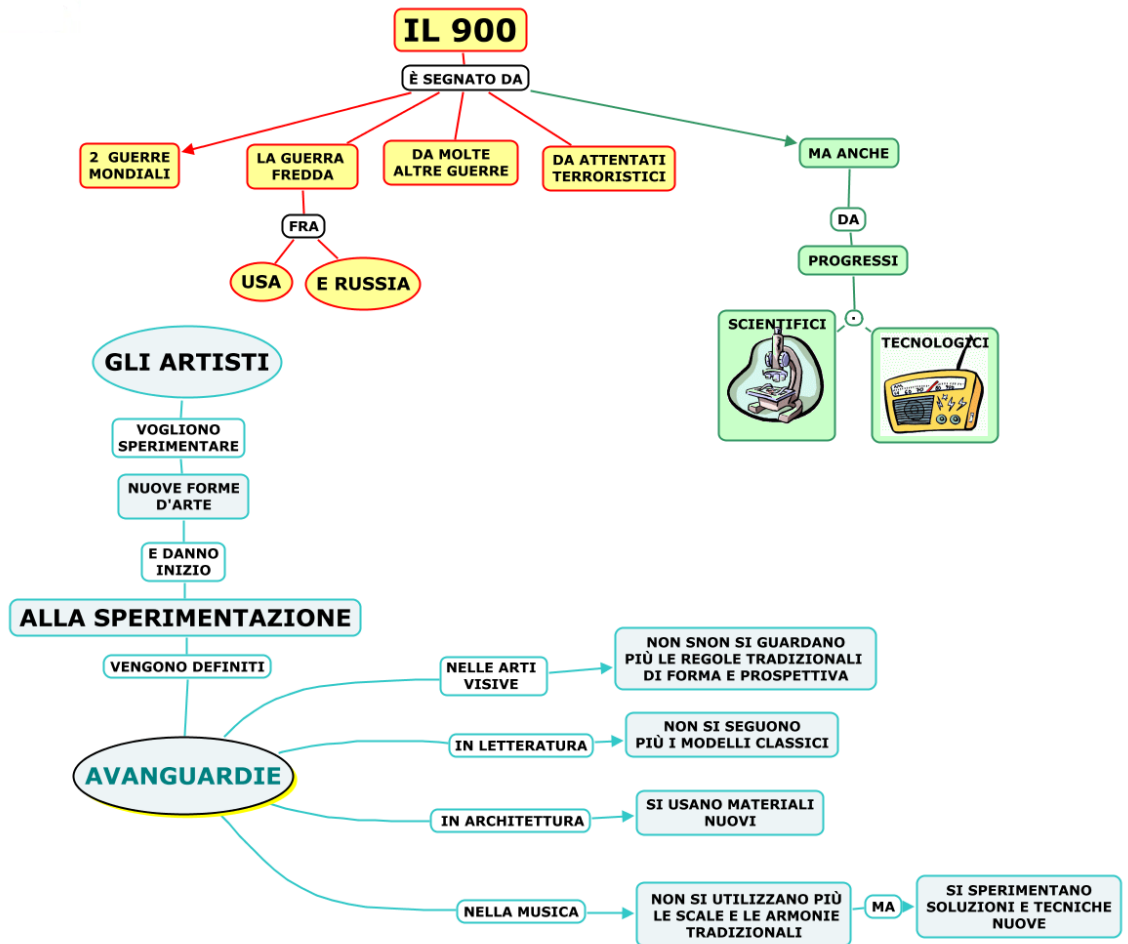 IL 900
È SEGNATO DA
2 GUERRE
MONDIALI
LA GUERRA
FREDDA
DA MOLTE
ALTRE GUERRE
DA ATTENTATI
TERRORISTICI
MA ANCHE
FRA
DA
USA
E RUSSIA
PROGRESSI
SCIENTIFICI
TECNOLOGICI
GLI ARTISTI
VOGLIONO
SPERIMENTARE
NUOVE FORME
D'ARTE
E DANNO
INIZIO
ALLA SPERIMENTAZIONE
VENGONO DEFINITI
AVANGUARDIE
NELLE ARTI
VISIVE
NON SNON SI GUARDANO
PIÙ LE REGOLE TRADIZIONALI
DI FORMA E PROSPETTIVA
IN LETTERATURA
NON SI SEGUONO
PIÙ I MODELLI CLASSICI
IN ARCHITETTURA
SI USANO MATERIALI
NUOVI
NELLA MUSICA
NON SI UTILIZZANO PIÙ
LE SCALE E LE ARMONIE
TRADIZIONALI
MA
SI SPERIMENTANO
SOLUZIONI E TECNICHE
NUOVE